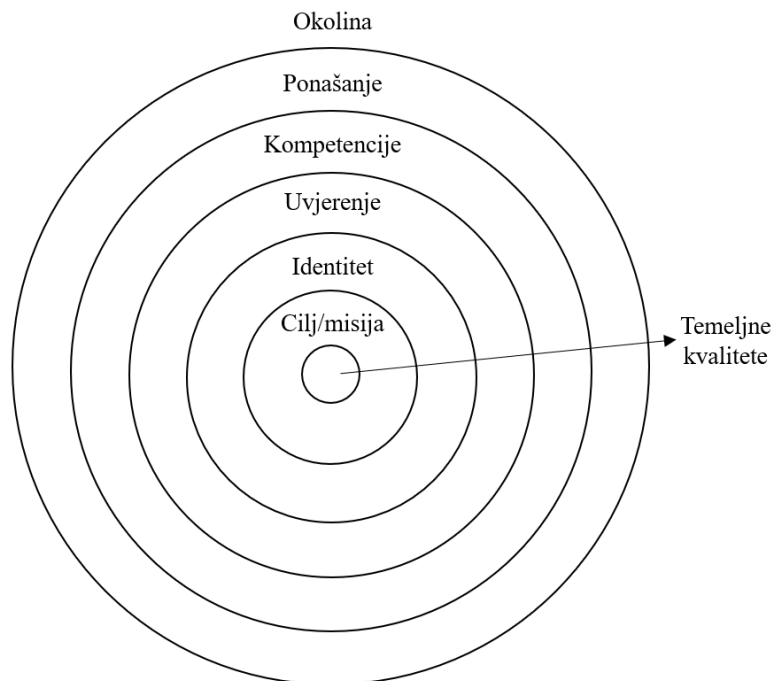 Okolina
Ponašanje
Kompetencije
Uvjerenje
Identitet
Cilj/misija
Temeljne
kvalitete